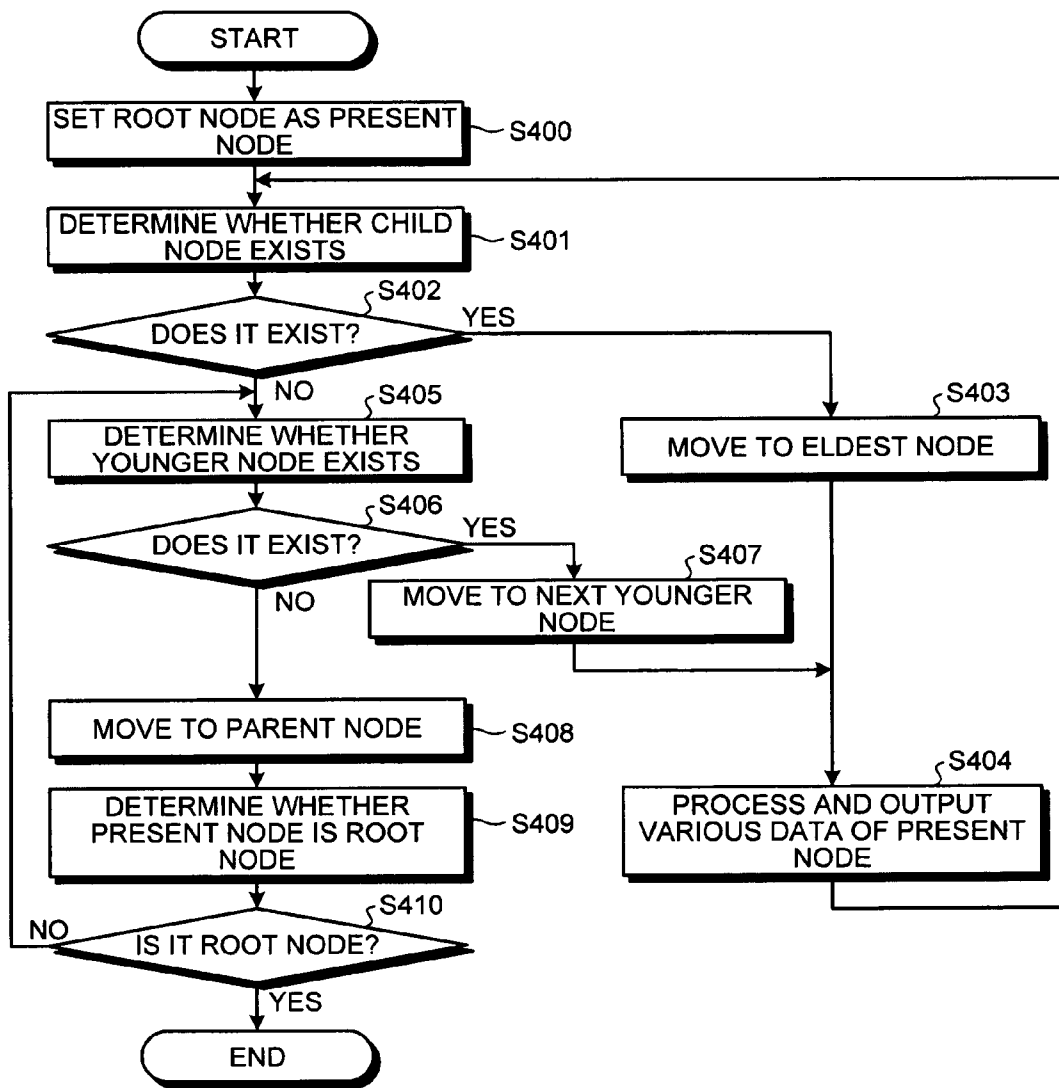 START
SET ROOT NODE AS PRESENT
NODE
S400
DETERMINE WHETHER CHILD
NODE EXISTS
S401
S402
DOES IT EXIST?
YES
NO
S403
MOVE TO ELDEST NODE
S405
DETERMINE WHETHER
YOUNGER NODE EXISTS
S406
DOES IT EXIST?
YES
NO
S407
MOVE TO NEXT YOUNGER
NODE
MOVE TO PARENT NODE
S408
S404
PROCESS AND OUTPUT
VARIOUS DATA OF PRESENT
NODE
DETERMINE WHETHER
PRESENT NODE IS ROOT
NODE
S409
S410
NO
IS IT ROOT NODE?
YES
END